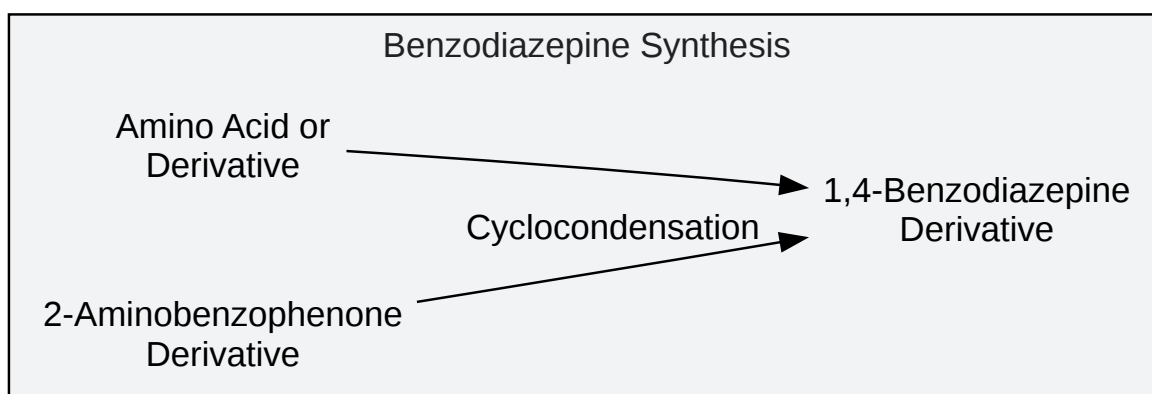 Benzodiazepine Synthesis
Amino Acid or
Derivative
1,4-Benzodiazepine
Derivative
Cyclocondensation
2-Aminobenzophenone
Derivative